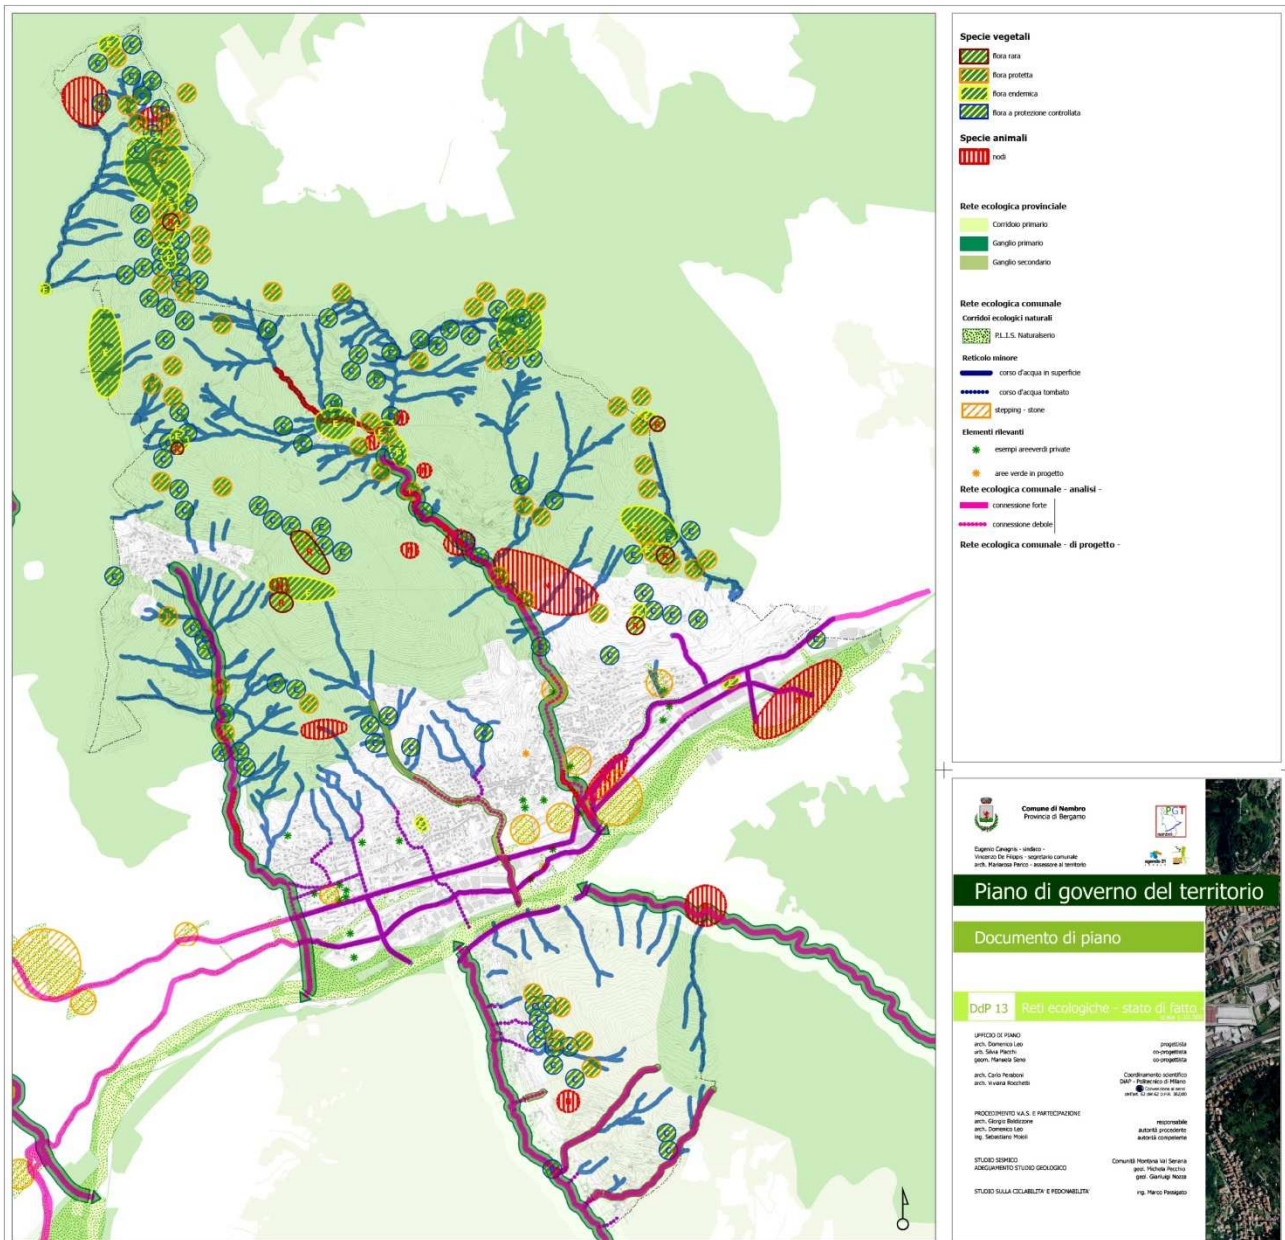 Specie vegetali
flora rara
flora protetta
flora endemica
flora a protezione controllata
Specie animali
nodi
Rete ecologica provinciale
Corridoio primario
Ganglio primario
Ganglio secondario
Rete ecologica comunale
Corridoi ecologici naturali
P.L.I.S. Naturalserio
Reticolo minore
corso d'acqua in superficie
corso d'acqua tombato
stepping - stone
Elementi rilevanti
esempi areeverdi private
aree verde in progetto
Rete ecologica comunale - analisi -
connessione forte
connessione debole
Rete ecologica comunale - di progetto -
Comune di Nembro
Provincia di Bergamo
PGT
Eugenio Cavagnis - sindaco -
Vincenzo De Filippis - segretario comunale
arch. Mariarosa Perico - assessore al territorio
agenda 21
Piano di governo del territorio
Documento di piano
DdP 13 Reti ecologiche - stato di fatto
UFFICIO DI PIANO
arch. Domenico Leo progettista
urb. Silvia Macchi co-progettista
geom. Manuela Seno co-progettista
arch. Carlo Peraboni Coordinamento scientifico
arch. Viviana Rocchetti DiAP - Politecnico di Milano
PROCEDIMENTO V.A.S. E PARTECIPAZIONE
arch. Giorgio Baldizzone responsabile
arch. Domenico Leo autorità procedente
ing. Sebastiano Moioli autorità competente
STUDIO SISMICO Comunità Montana Val Seriana
ADEGUAMENTO STUDIO GEOLOGICO geol. Michela Pecchio
geol. Gianluigi Nozza
STUDIO SULLA CICLABILITA' E PEDONABILITA' ing. Marco Passigato